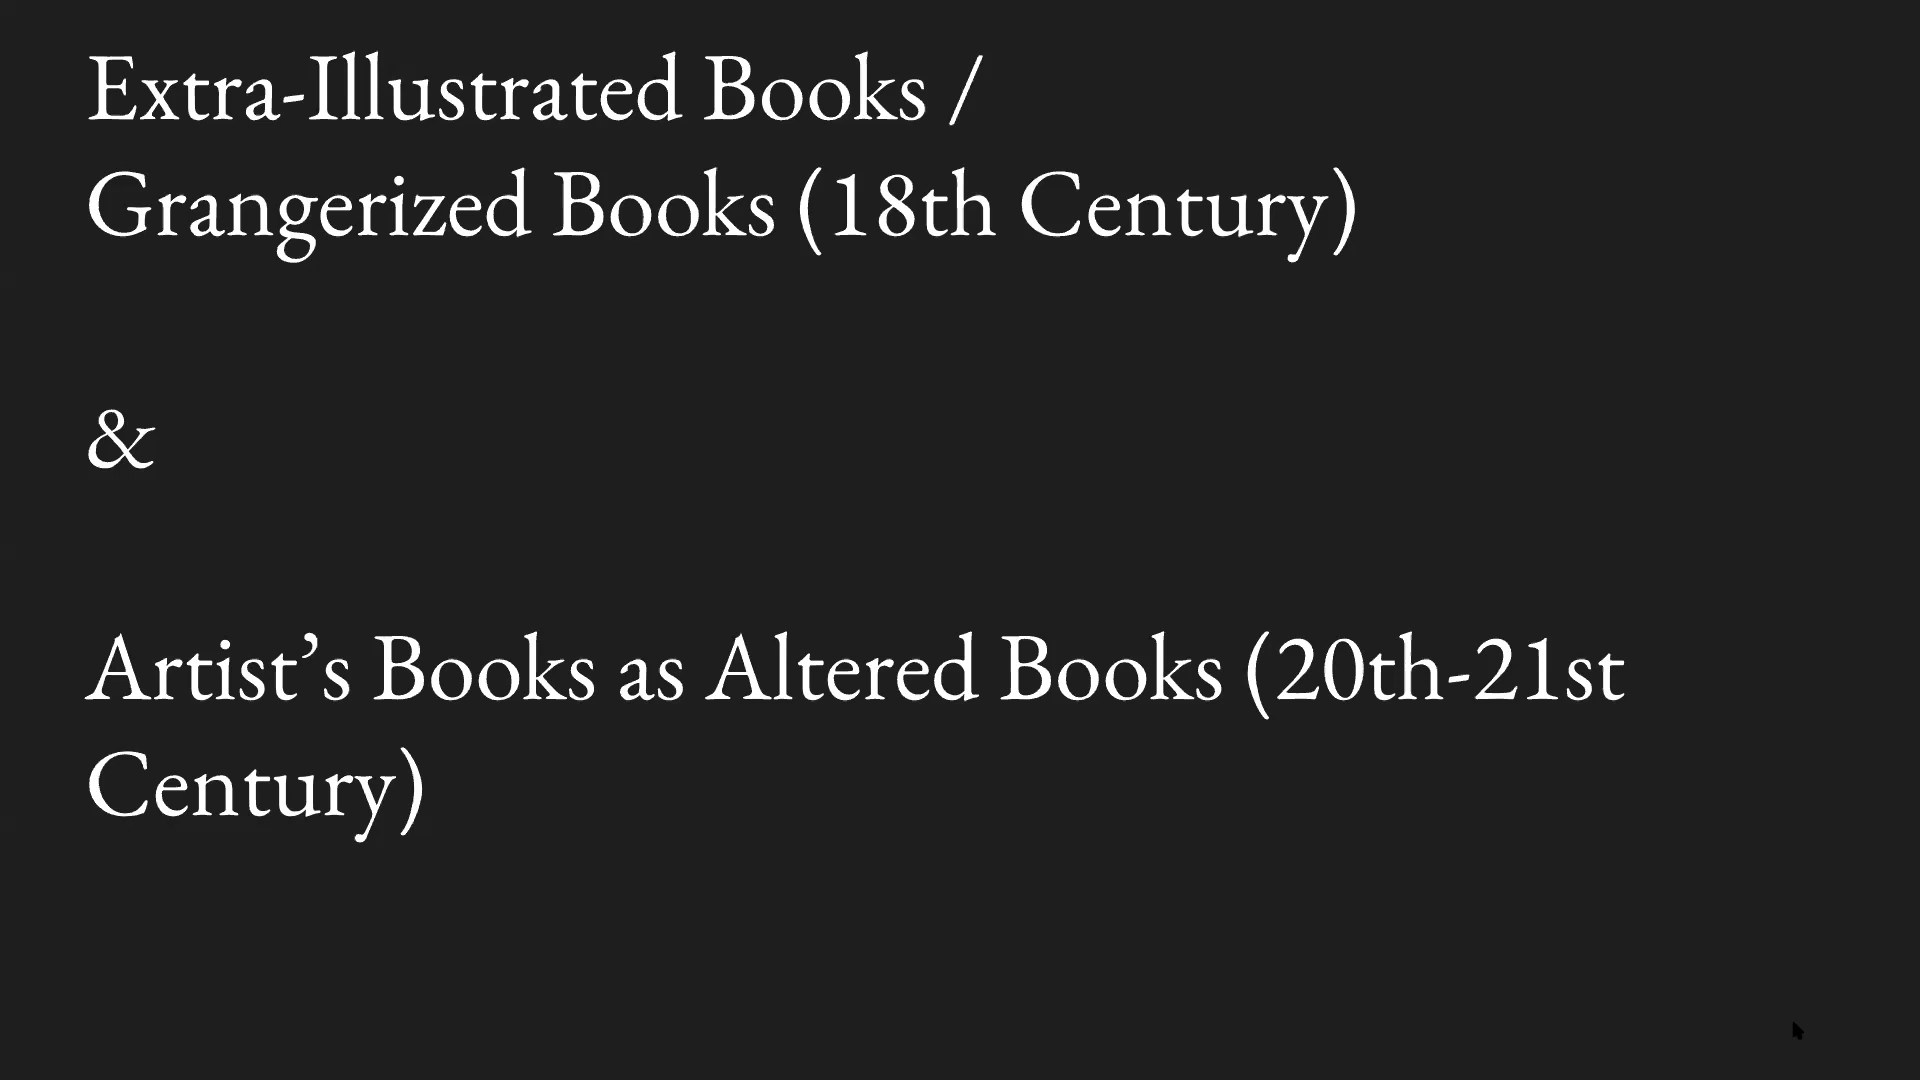 Extra-Illustrated Books /
Grangerized Books (18th Century)
&
Artist’s Books as Altered Books (20th-21st
Century)